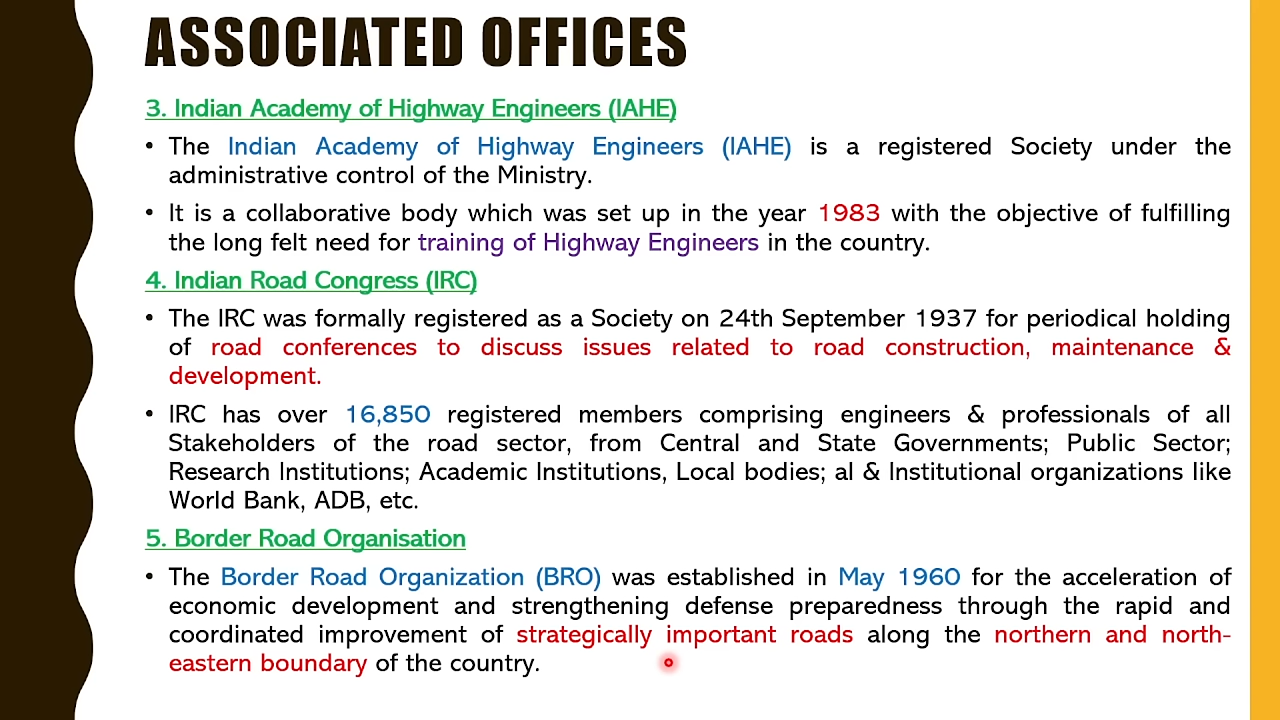 ASSOCIATED OFFICES
3. Indian Academy of Highway Engineers (IAHE)
• The Indian Academy of Highway Engineers (IAHE) is a registered Society under the
administrative control of the Ministry.
• It is a collaborative body which was set up in the year 1983 with the objective of fulfilling
the long felt need for training of Highway Engineers in the country.
4. Indian Road Congress (IRC)
• The IRC was formally registered as a Society on 24th September 1937 for periodical holding
of road conferences to discuss issues related to road construction, maintenance &
development.
• IRC has over 16,850 registered members comprising engineers & professionals of all
Stakeholders of the road sector, from Central and State Governments; Public Sector;
Research Institutions; Academic Institutions, Local bodies; al & Institutional organizations like
World Bank, ADB, etc.
5. Border Road Organisation
• The Border Road Organization (BRO) was established in May 1960 for the acceleration of
economic development and strengthening defense preparedness through the rapid and
coordinated improvement of strategically important roads along the northern and north-
eastern boundary of the country.